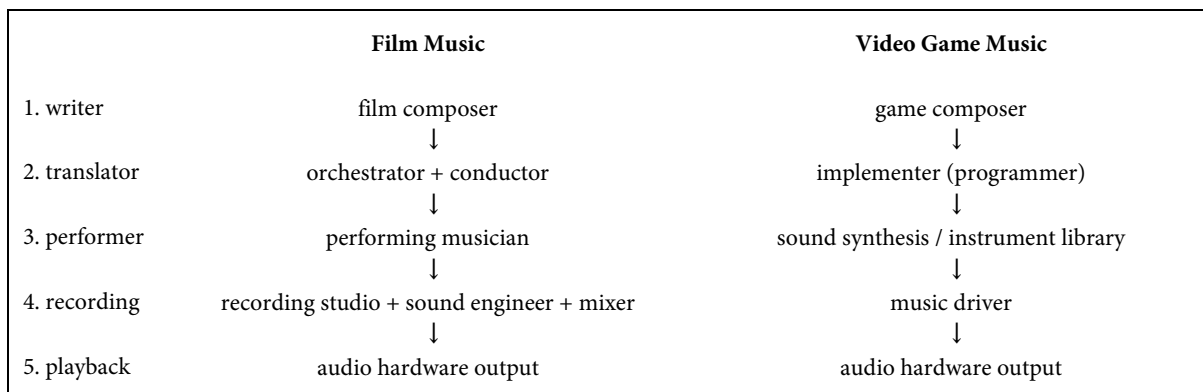 Film Music Video Game Music
1. writer film composer game composer
↓ ↓
2. translator orchestrator + conductor implementer (programmer)
↓ ↓
3. performer performing musician sound synthesis / instrument library
↓ ↓
4. recording recording studio + sound engineer + mixer music driver
↓ ↓
5. playback audio hardware output audio hardware output